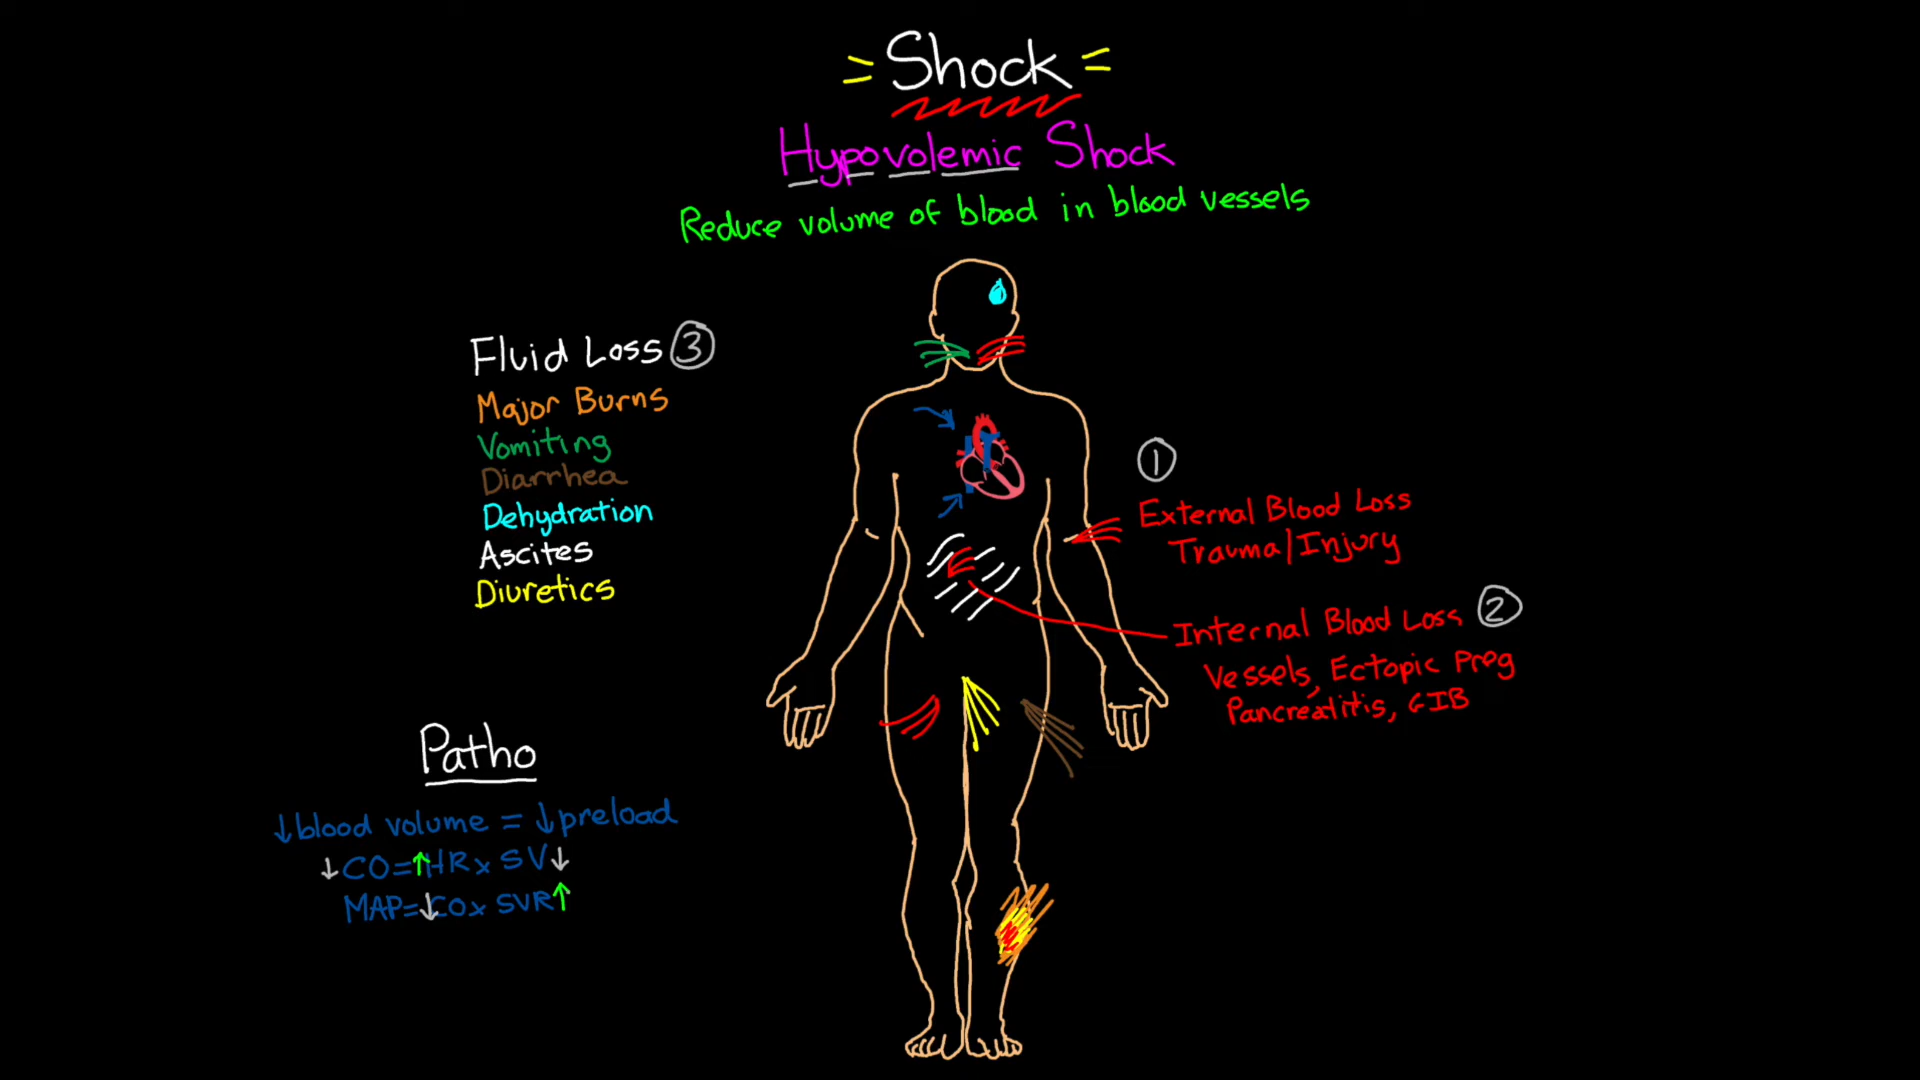 = Shock =
Hypovolemic Shock
Reduce volume of blood in blood vessels
Fluid Loss ③
Major Burns
Vomiting
Diarrhea
Dehydration
Ascites
Diuretics
①
External Blood Loss
Trauma/Injury
Internal Blood Loss ②
Vessels, Ectopic Preg
Pancreatitis, GIB
Patho
↓blood volume = ↓preload
↓CO=↑HR x SV↓
MAP=↓CO x SVR↑